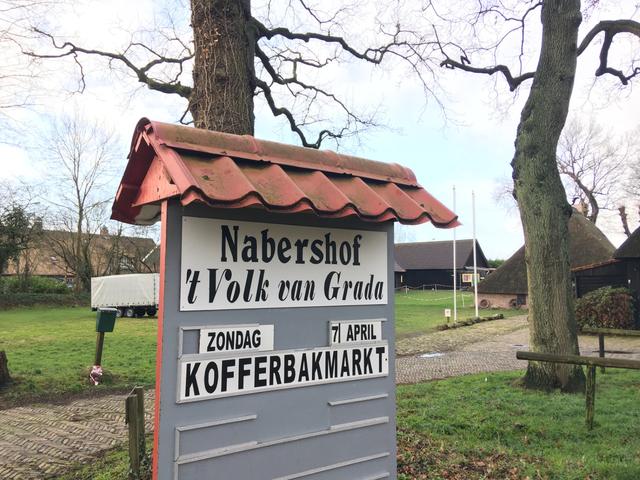 Nabershof
't Volk van Grada
ZONDAG 7 APRIL
KOFFERBAKMARKT